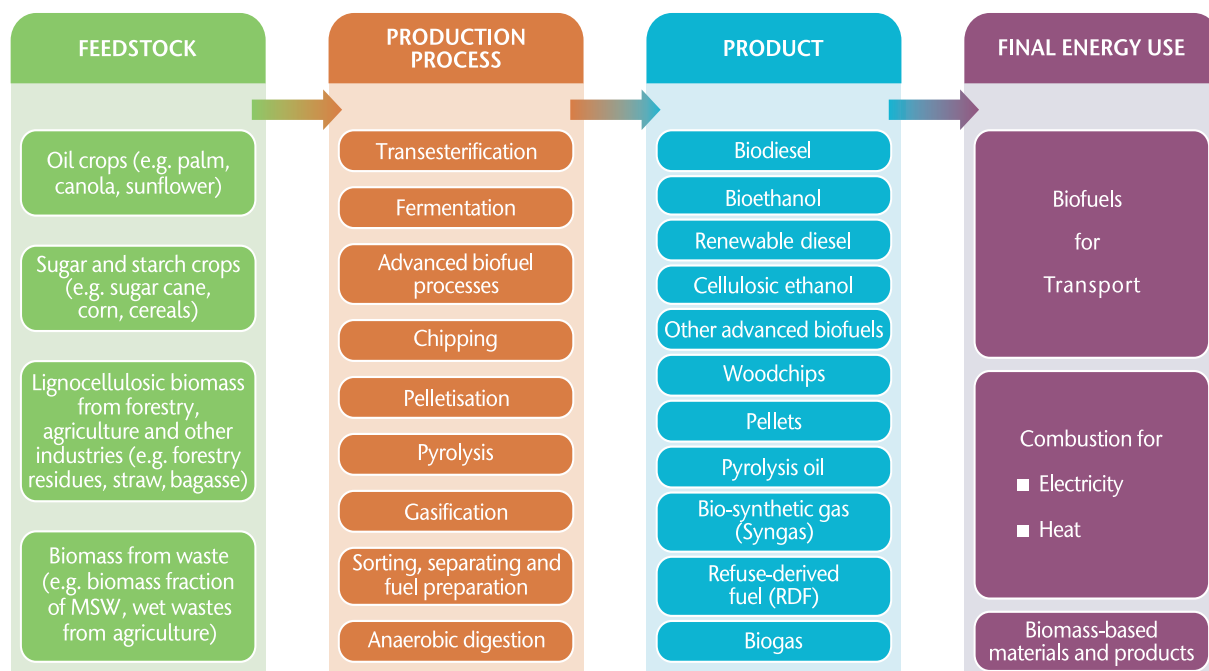 FEEDSTOCK
Oil crops (e.g. palm,
canola, sunflower)
Sugar and starch crops
(e.g. sugar cane,
corn, cereals)
Lignocellulosic biomass
from forestry,
agriculture and other
industries (e.g. forestry
residues, straw, bagasse)
Biomass from waste
(e.g. biomass fraction
of MSW, wet wastes
from agriculture)
PRODUCTION
PROCESS
Transesterification
Fermentation
Advanced biofuel
processes
Chipping
Pelletisation
Pyrolysis
Gasification
Sorting, separating and
fuel preparation
Anaerobic digestion
PRODUCT
Biodiesel
Bioethanol
Renewable diesel
Cellulosic ethanol
Other advanced biofuels
Woodchips
Pellets
Pyrolysis oil
Bio-synthetic gas
(Syngas)
Refuse-derived
fuel (RDF)
Biogas
FINAL ENERGY USE
Biofuels
for
Transport
Combustion for
■ Electricity
■ Heat
Biomass-based
materials and products